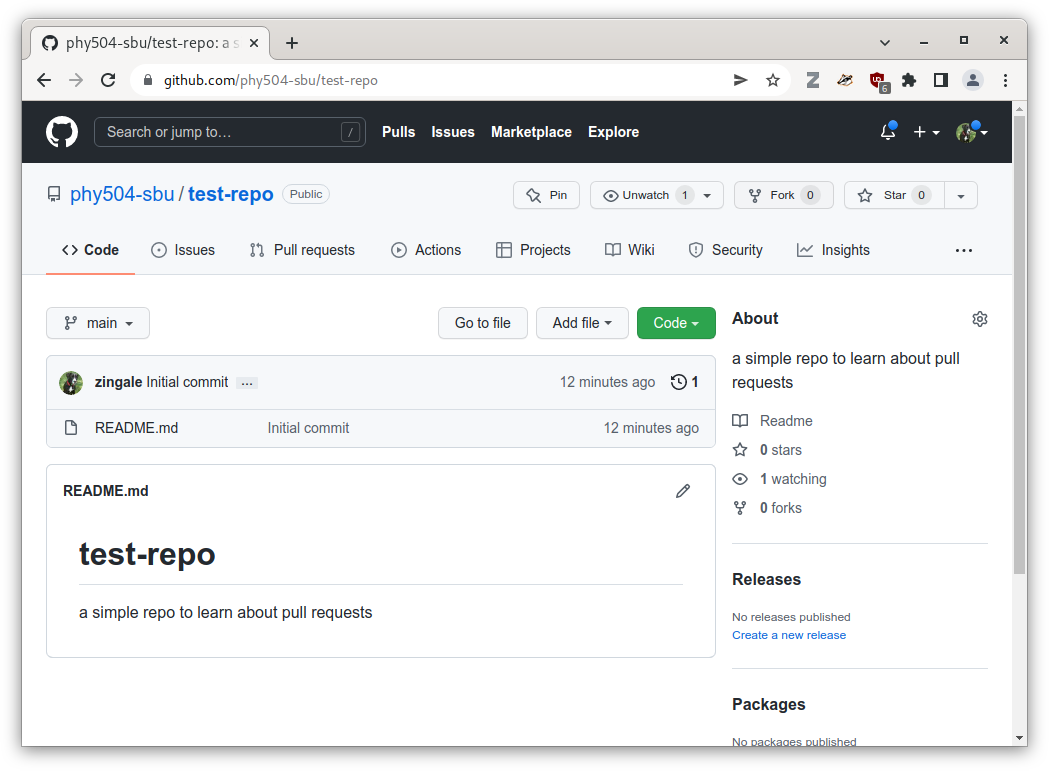 phy504-sbu/test-repo: a s
github.com/phy504-sbu/test-repo
6
Search or jump to… /
Pulls Issues Marketplace Explore
phy504-sbu / test-repo Public
Pin Unwatch 1 Fork 0 Star 0
Code Issues Pull requests Actions Projects Wiki Security Insights ...
main Go to file Add file Code
zingale Initial commit ... 12 minutes ago 1
README.md Initial commit 12 minutes ago
README.md
test-repo
a simple repo to learn about pull requests
About
a simple repo to learn about pull
requests
Readme
0 stars
1 watching
0 forks
Releases
No releases published
Create a new release
Packages
No packages published